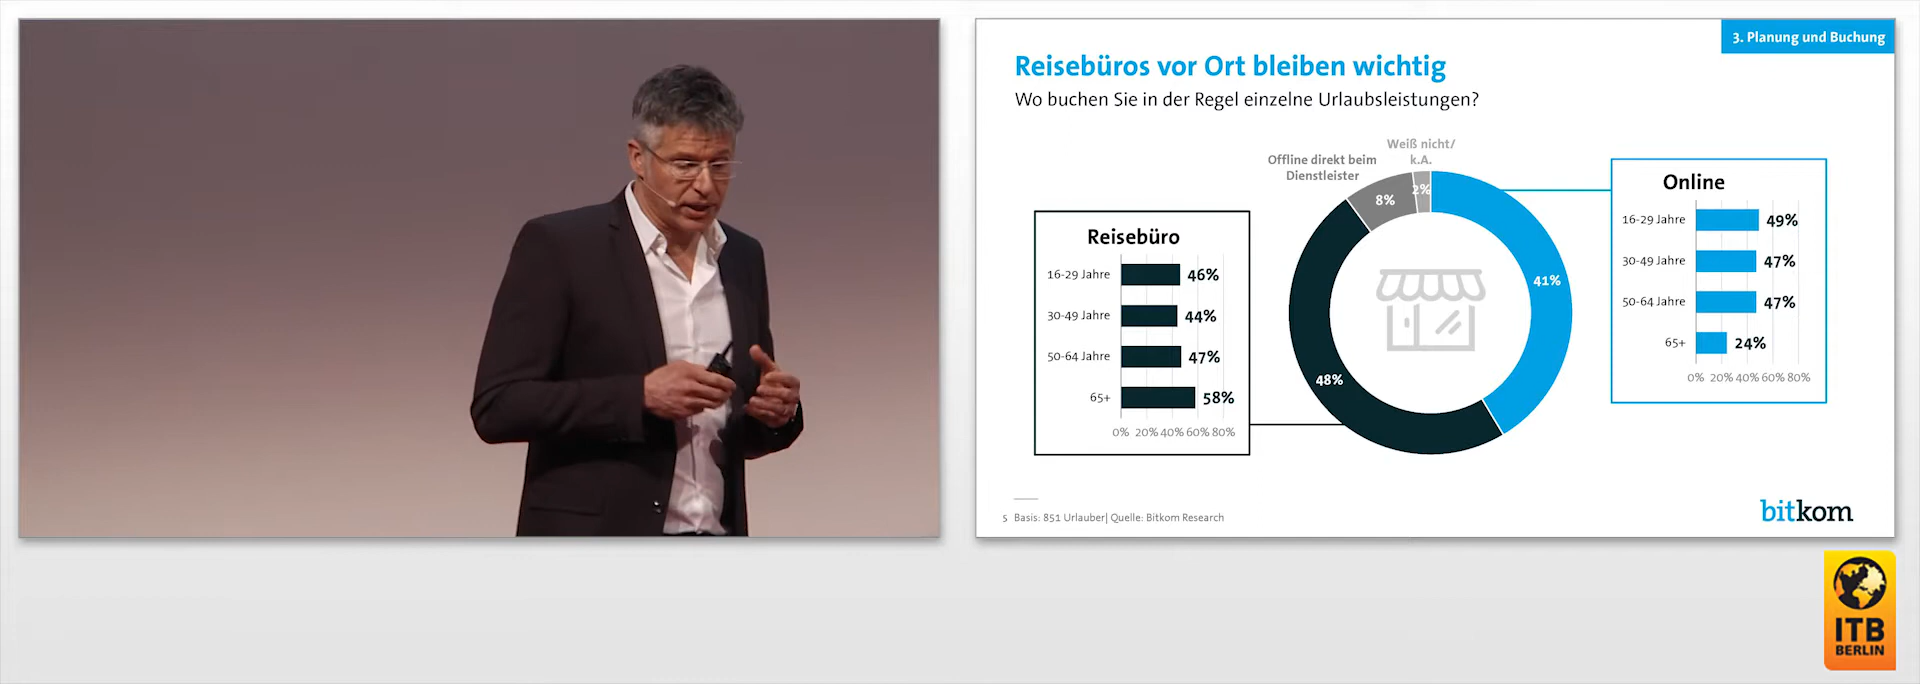 3. Planung und Buchung
Reisebüros vor Ort bleiben wichtig
Wo buchen Sie in der Regel einzelne Urlaubsleistungen?
Weiß nicht/
k.A.
Offline direkt beim
Dienstleister
2%
8%
41%
48%
Reisebüro
16-29 Jahre 46%
30-49 Jahre 44%
50-64 Jahre 47%
65+ 58%
0% 20% 40% 60% 80%
Online
16-29 Jahre 49%
30-49 Jahre 47%
50-64 Jahre 47%
65+ 24%
0% 20% 40% 60% 80%
5 Basis: 851 Urlauber| Quelle: Bitkom Research
bitkom
ITB
BERLIN